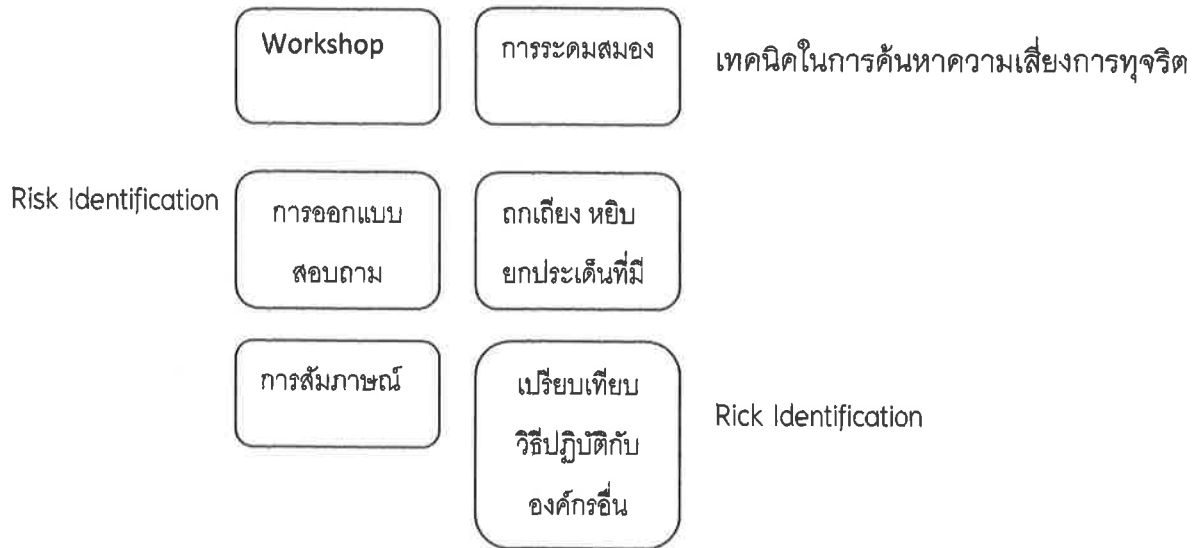 Workshop
การระดมสมอง
เทคนิคในการค้นหาความเสี่ยงการทุจริต
Risk Identification
การออกแบบ
สอบถาม
ถกเถียง หยิบ
ยกประเด็นที่มี
การสัมภาษณ์
เปรียบเทียบ
วิธีปฏิบัติกับ
องค์กรอื่น
Rick Identification